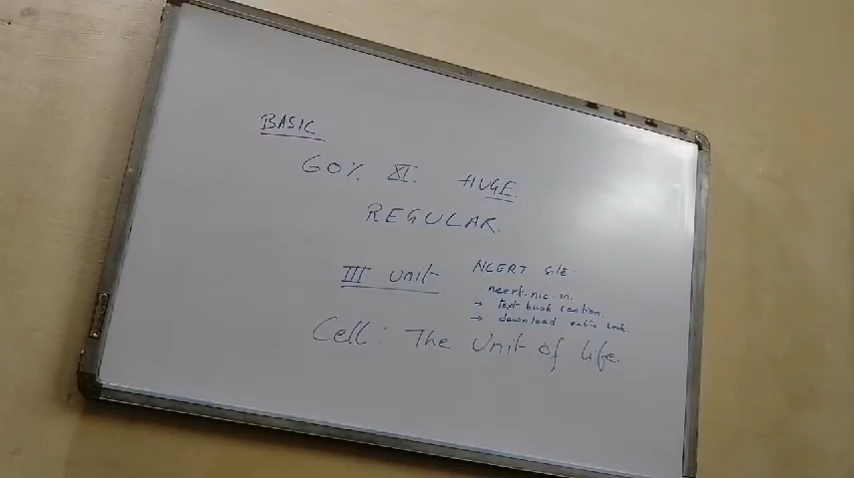 BASIC
60% XI. HUGE.
REGULAR.
III unit
NCERT site.
ncert.nic.in.
→ text book section.
→ download entire book.
Cell: The Unit of life.